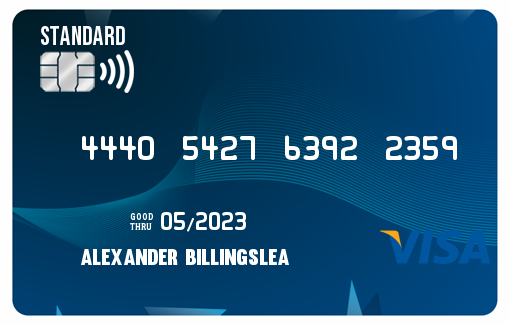 STANDARD
4440 5427 6392 2359
GOOD THRU 05/2023
ALEXANDER BILLINGSLEA
VISA